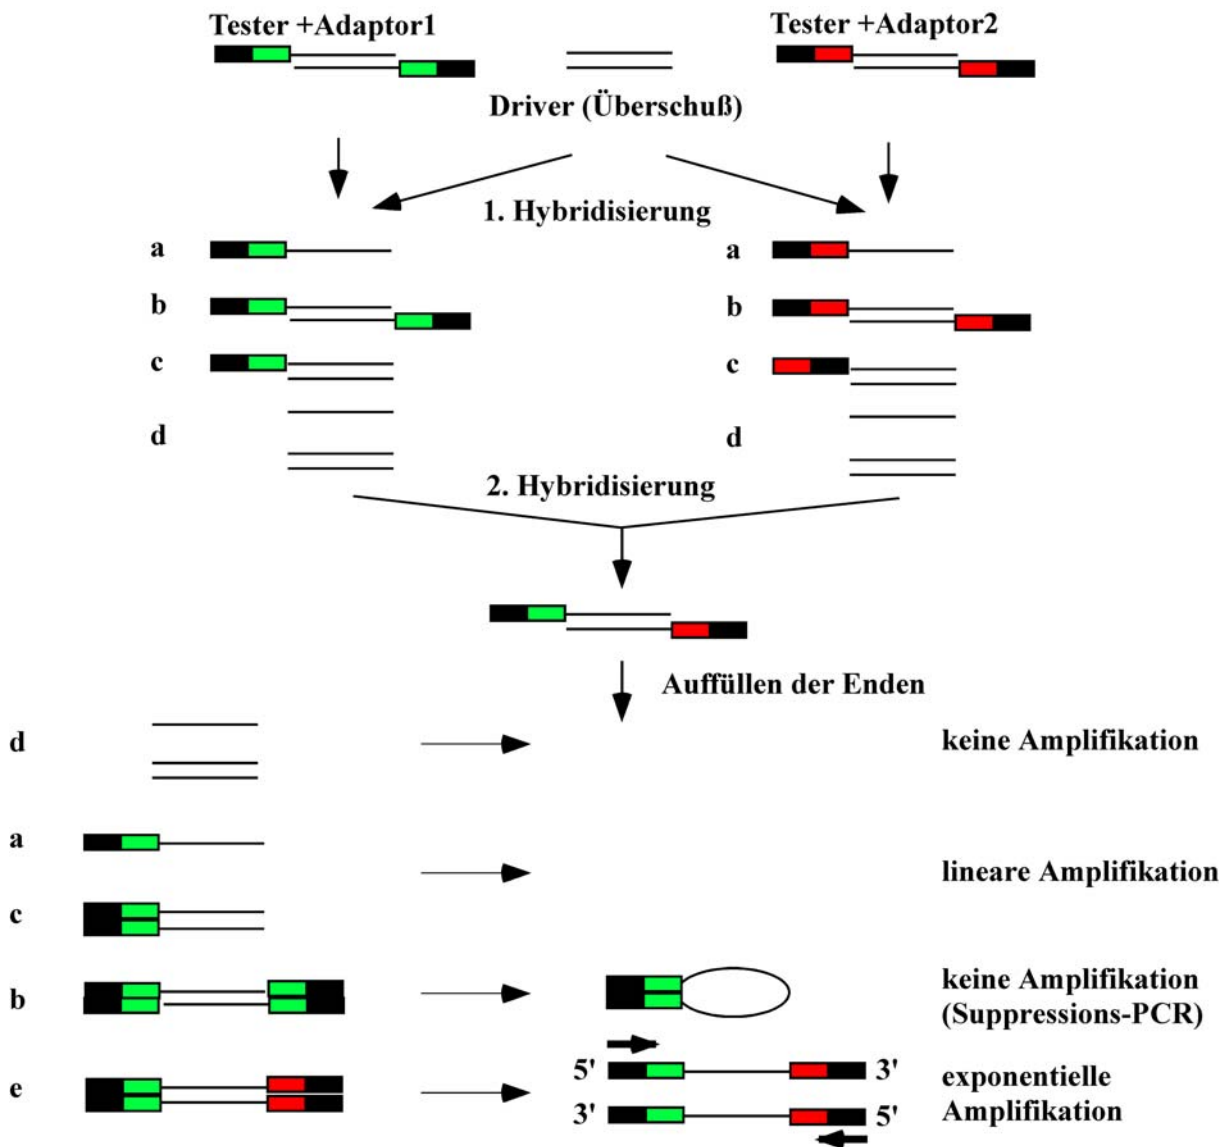 Tester +Adaptor1
Tester +Adaptor2
Driver (Überschuß)
1. Hybridisierung
a
a
b
b
c
c
d
d
2. Hybridisierung
Auffüllen der Enden
d
keine Amplifikation
a
lineare Amplifikation
c
b
keine Amplifikation
(Suppressions-PCR)
5'
3'
e
exponentielle
Amplifikation
3'
5'